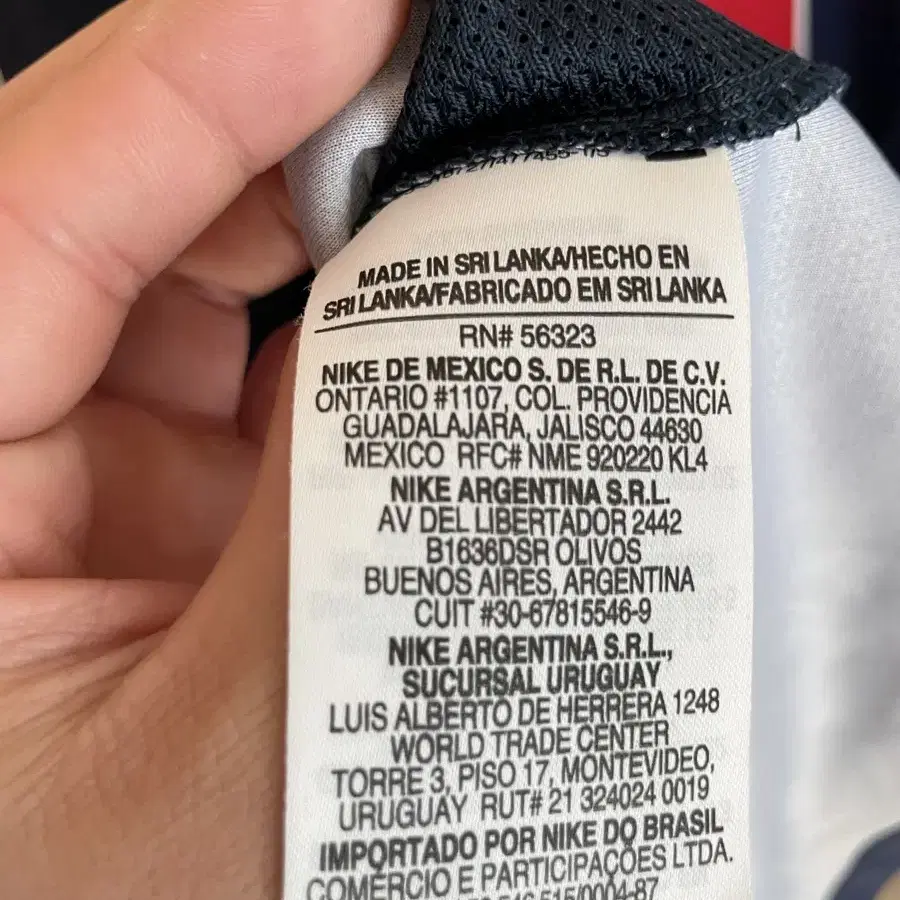 MADE IN SRI LANKA/HECHO EN
SRI LANKA/FABRICADO EM SRI LANKA
RN# 56323
NIKE DE MEXICO S. DE R.L. DE C.V.
ONTARIO #1107, COL. PROVIDENCIA
GUADALAJARA, JALISCO 44630
MEXICO RFC# NME 920220 KL4
NIKE ARGENTINA S.R.L.
AV DEL LIBERTADOR 2442
B1636DSR OLIVOS
BUENOS AIRES, ARGENTINA
CUIT #30-67815546-9
NIKE ARGENTINA S.R.L.,
SUCURSAL URUGUAY
LUIS ALBERTO DE HERRERA 1248
WORLD TRADE CENTER
TORRE 3, PISO 17, MONTEVIDEO,
URUGUAY RUT# 21 324024 0019
IMPORTADO POR NIKE DO BRASIL
COMÉRCIO E PARTICIPAÇÕES LTDA.